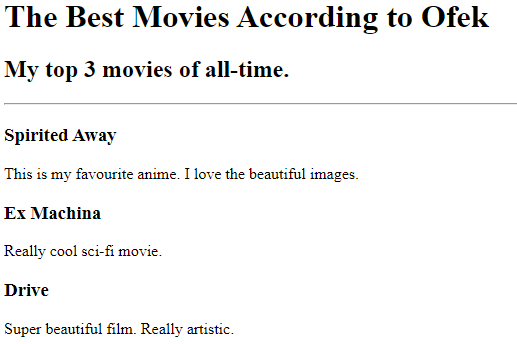 The Best Movies According to Ofek
My top 3 movies of all-time.
Spirited Away
This is my favourite anime. I love the beautiful images.
Ex Machina
Really cool sci-fi movie.
Drive
Super beautiful film. Really artistic.